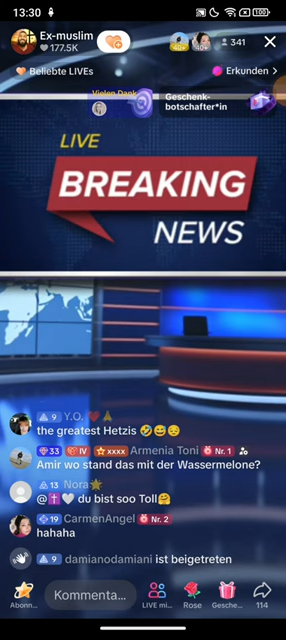 13:30
100
Ex-muslim
177.5K
40+
40+
341
Beliebte LIVEs
Erkunden >
Vielen Dank
Geschenk-
botschafter*in
LIVE
BREAKING
NEWS
9 Y.O. ❤️🙏
the greatest Hetzis 🤣😅😔
33 IV xxxx Armenia Toni Nr. 1
Amir wo stand das mit der Wassermelone?
13 Nora🌟
@✝️🤍 du bist soo Toll🤗
19 CarmenAngel Nr. 2
hahaha
9 damianodamiani ist beigetreten
Abonn...
Kommenta...
LIVE mi...
Rose
Gesche...
114